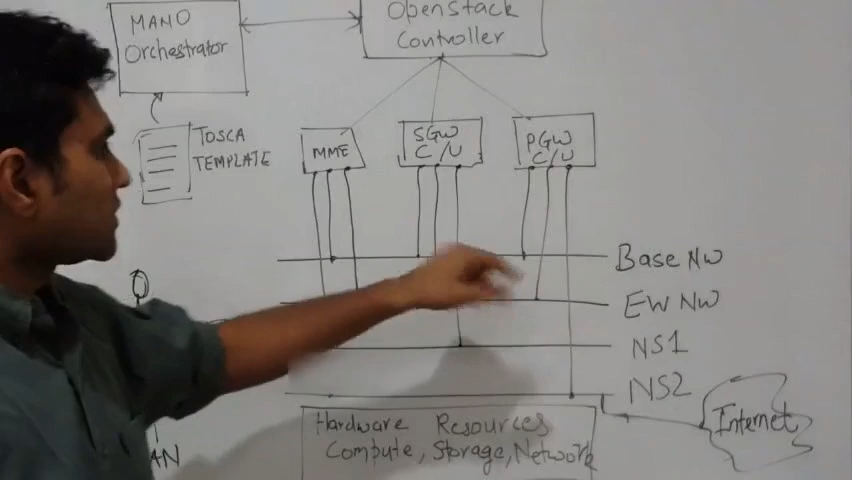 MANO
Orchestrator
OpenStack
Controller
TOSCA
TEMPLATE
MME
SGW
C/U
PGW
C/U
Base NW
EW NW
NS1
NS2
Internet
Hardware Resources
Compute, Storage, Network